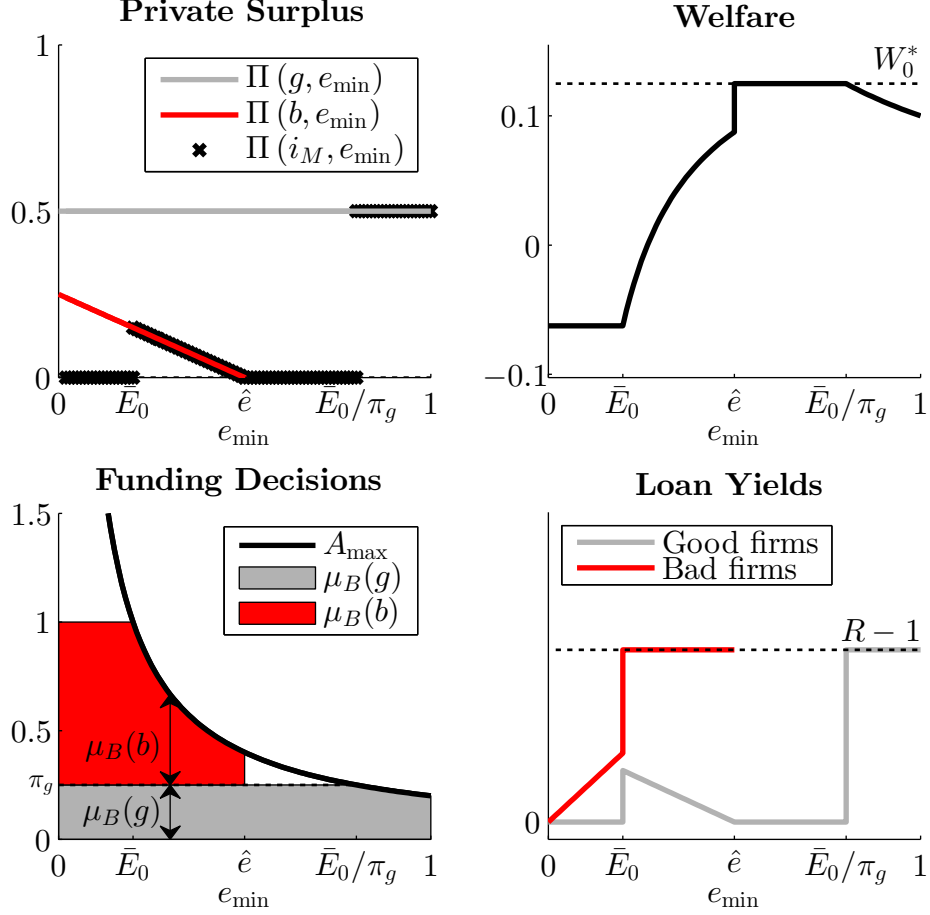 Private Surplus
1
0.5
0
Π (g, e_min)
Π (b, e_min)
Π (i_M, e_min)
0 Ē_0 ê Ē_0/π_g 1
e_min
Welfare
W_0^*
0.1
0
−0.1
0 Ē_0 ê Ē_0/π_g 1
e_min
Funding Decisions
1.5
1
0.5
π_g
0
A_max
μ_B(g)
μ_B(b)
μ_B(b)
μ_B(g)
0 Ē_0 ê Ē_0/π_g 1
e_min
Loan Yields
Good firms
Bad firms
R − 1
0
0 Ē_0 ê Ē_0/π_g 1
e_min